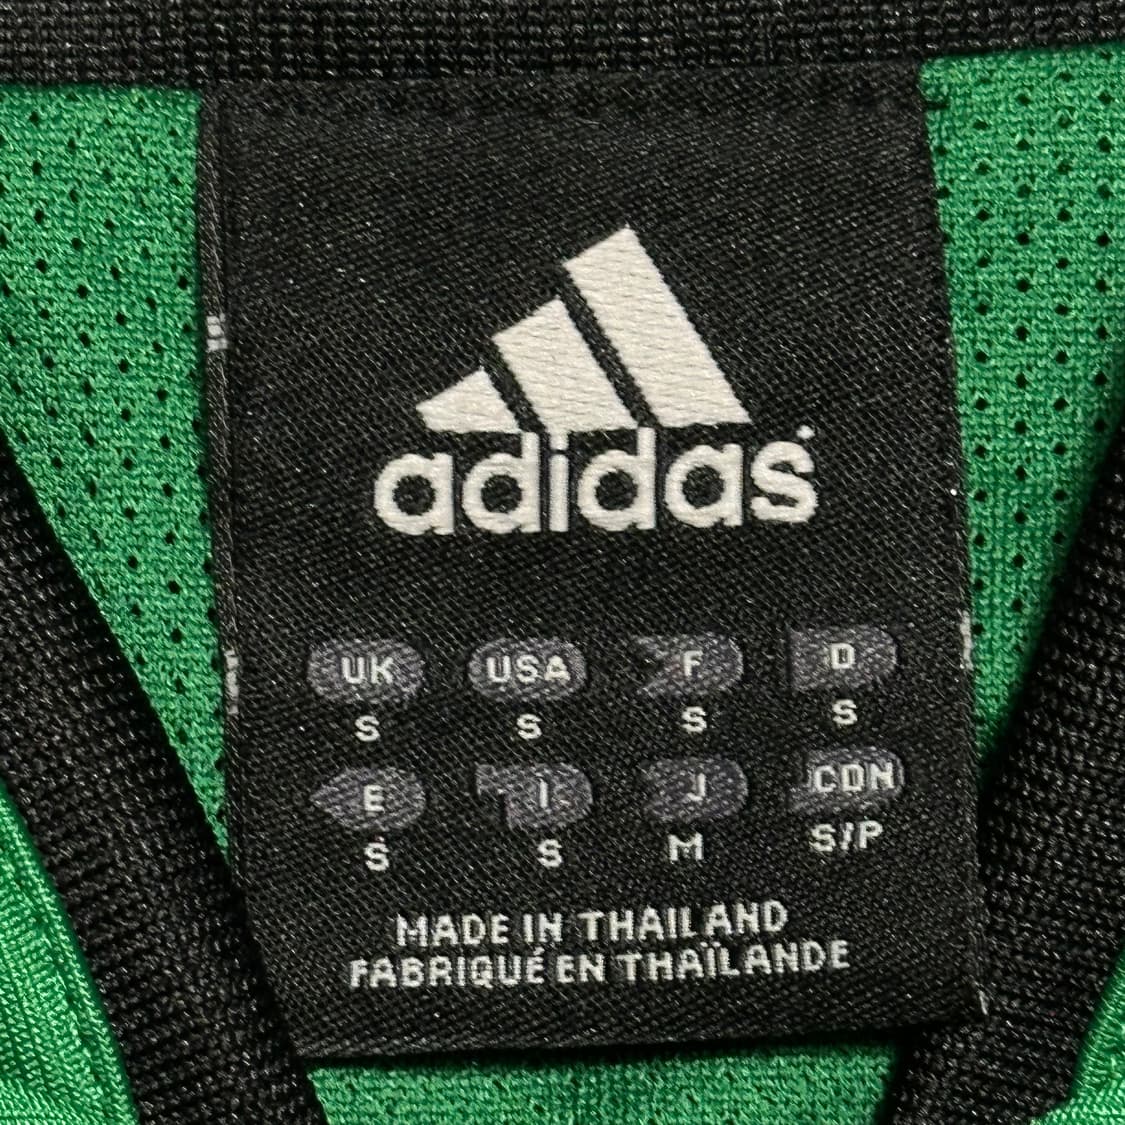 adidas
UK USA F D
S S S S
E I J CDN
S S M S/P
MADE IN THAILAND
FABRIQUÉ EN THAÏLANDE